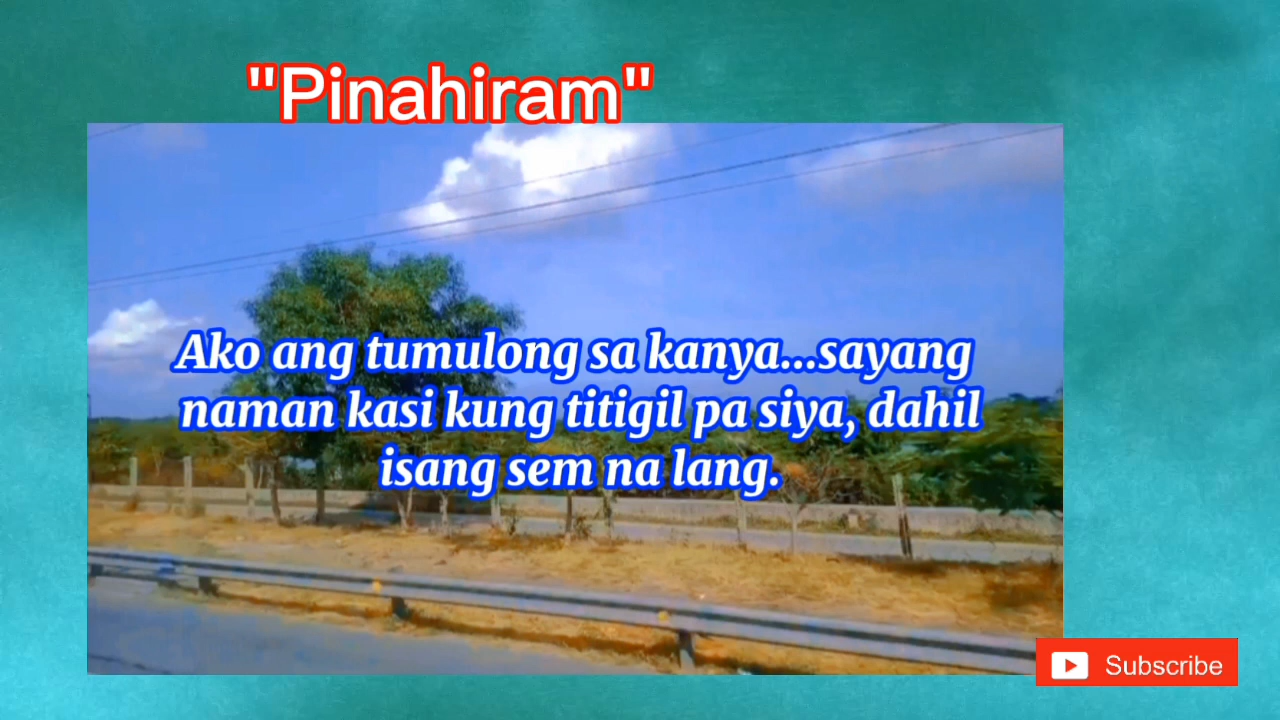 "Pinahiram"
Ako ang tumulong sa kanya...sayang
naman kasi kung titigil pa siya, dahil
isang sem na lang.
Subscribe